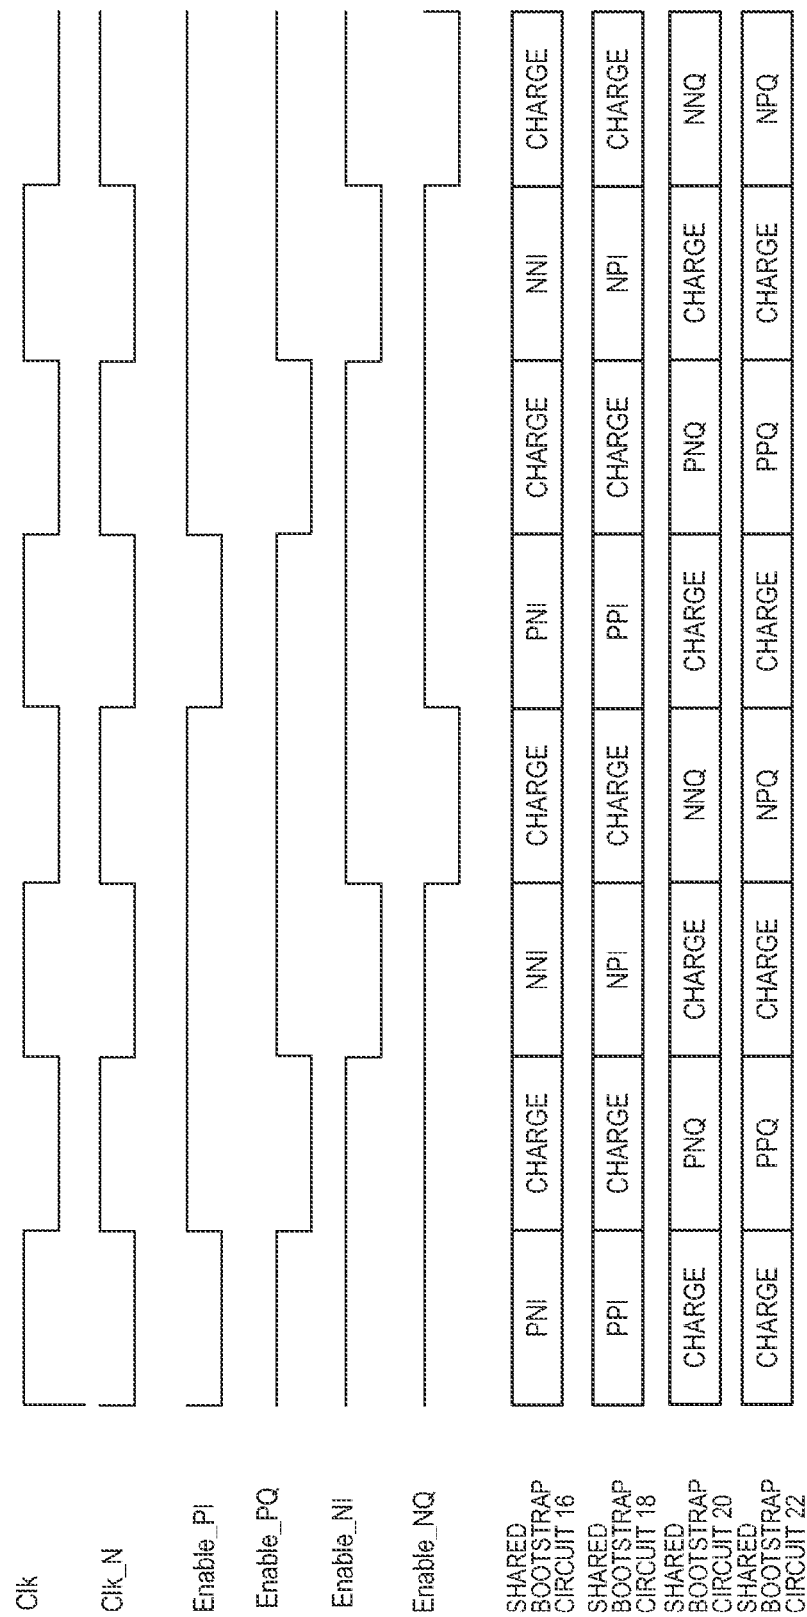 Clk
Clk_N
Enable_PI
Enable_PQ
Enable_NI
Enable_NQ
SHARED
BOOTSTRAP
CIRCUIT 16
PNI
CHARGE
NNI
CHARGE
PNI
CHARGE
NNI
CHARGE
SHARED
BOOTSTRAP
CIRCUIT 18
PPI
CHARGE
NPI
CHARGE
PPI
CHARGE
NPI
CHARGE
SHARED
BOOTSTRAP
CIRCUIT 20
CHARGE
PNQ
CHARGE
NNQ
CHARGE
PNQ
CHARGE
NNQ
SHARED
BOOTSTRAP
CIRCUIT 22
CHARGE
PPQ
CHARGE
NPQ
CHARGE
PPQ
CHARGE
NPQ